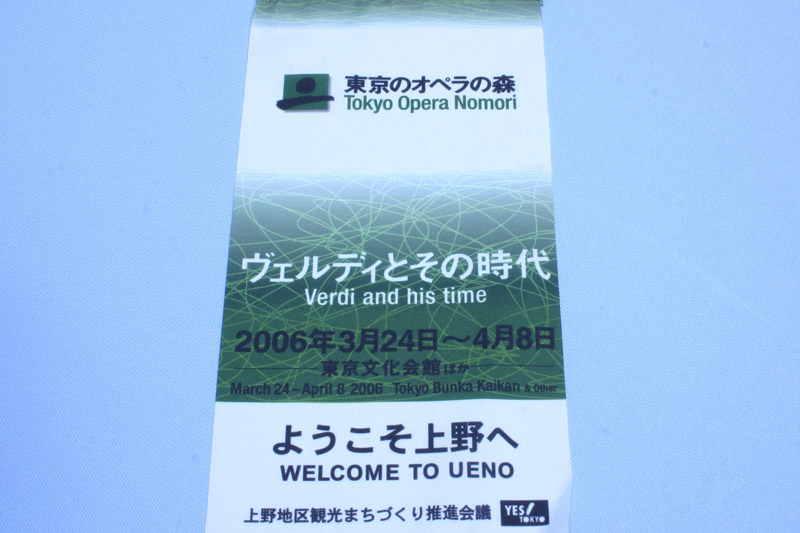 東京のオペラの森
Tokyo Opera Nomori
ヴェルディとその時代
Verdi and his time
2006年3月24日〜4月8日
東京文化会館 ほか
March 24–April 8 2006 Tokyo Bunka Kaikan & Other
ようこそ上野へ
WELCOME TO UENO
上野地区観光まちづくり推進会議 YES! TOKYO